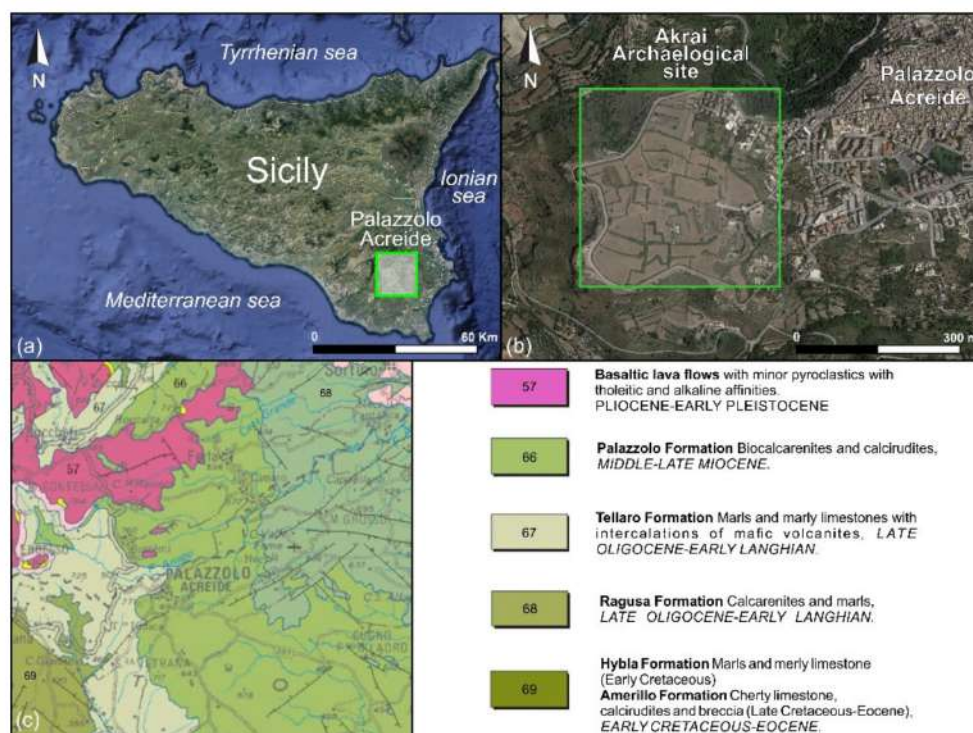 Tyrrhenian sea
N
Sicily
Ionian
sea
Palazzolo
Acreide
Mediterranean sea
0 60 Km
(a)
Akrai
Archaelogical
site
N
Palazzolo
Acreide
0 300 m
(b)
66
67
68
57
PALAZZOLO
ACREIDE
69
(c)
57
Basaltic lava flows with minor pyroclastics with
tholeitic and alkaline affinities.
PLIOCENE-EARLY PLEISTOCENE
66
Palazzolo Formation Biocalcarenites and calcirudites,
MIDDLE-LATE MIOCENE.
67
Tellaro Formation Marls and marly limestones with
intercalations of mafic volcanites, LATE
OLIGOCENE-EARLY LANGHIAN.
68
Ragusa Formation Calcarenites and marls,
LATE OLIGOCENE-EARLY LANGHIAN.
69
Hybla Formation Marls and merly limestone
(Early Cretaceous)
Amerillo Formation Cherty limestone,
calcirudites and breccia (Late Cretaceous-Eocene),
EARLY CRETACEOUS-EOCENE.